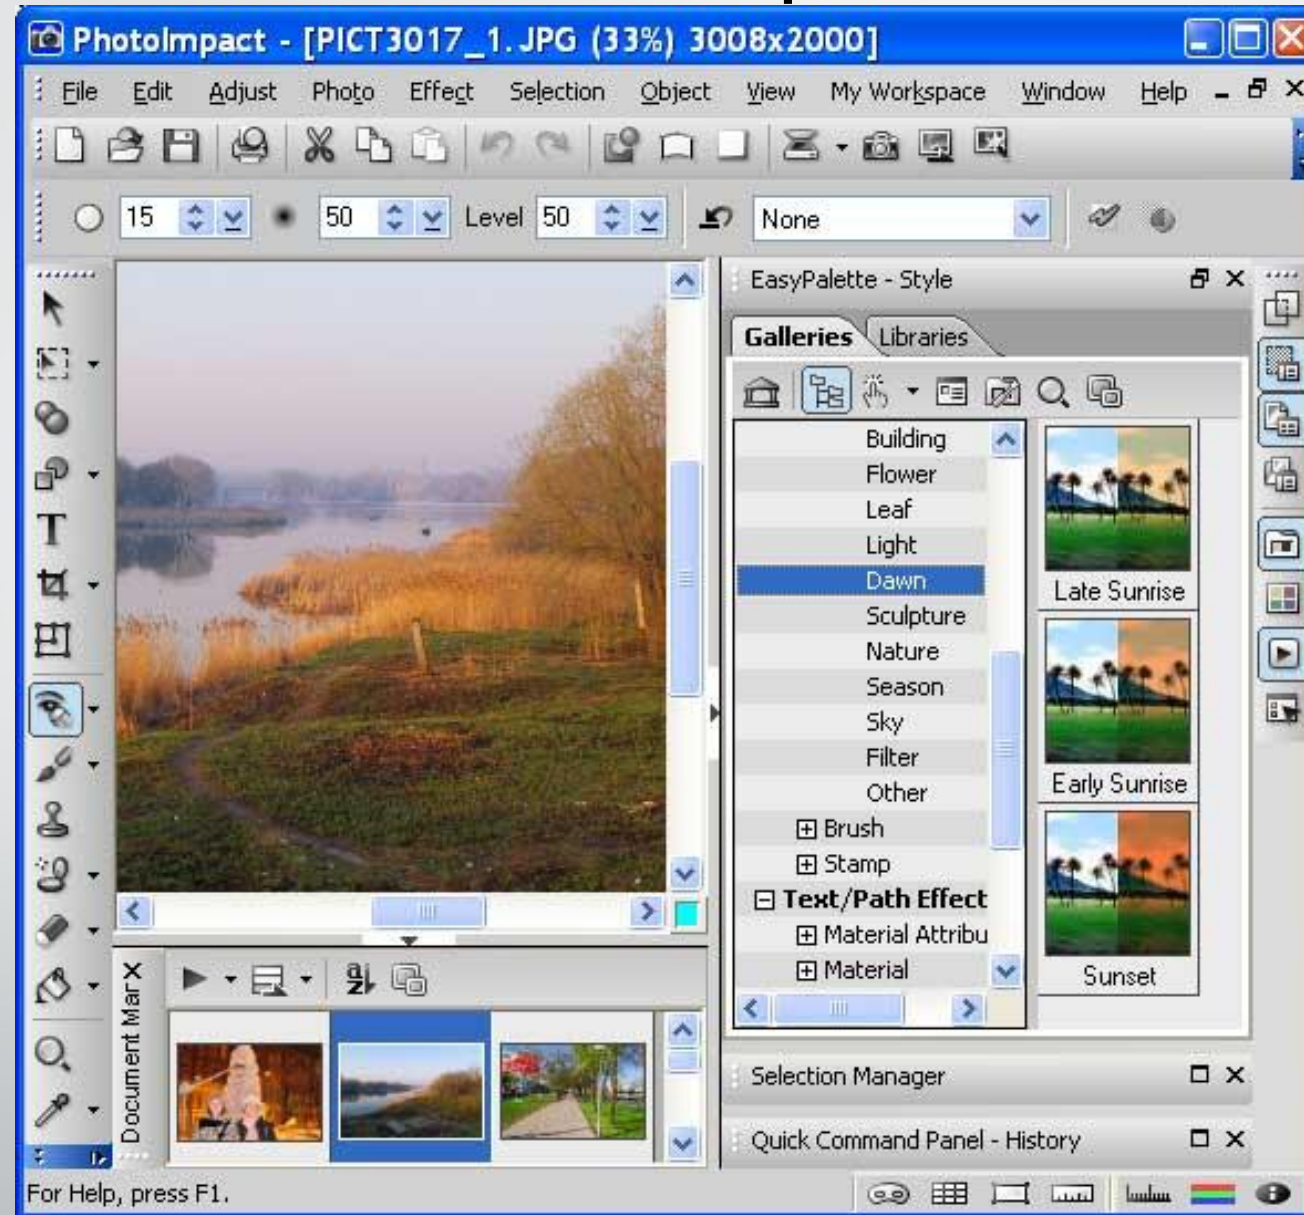 PhotoImpact - [PICT3017_1.JPG (33%) 3008x2000]
File Edit Adjust Photo Effect Selection Object View My Workspace Window Help
15 50 Level 50 None
EasyPalette - Style
Galleries Libraries
Building
Flower
Leaf
Light
Dawn
Sculpture
Nature
Season
Sky
Filter
Other
Brush
Stamp
Text/Path Effect
Material Attribu
Material
Late Sunrise
Early Sunrise
Sunset
T
Document Mar
Selection Manager
Quick Command Panel - History
For Help, press F1.